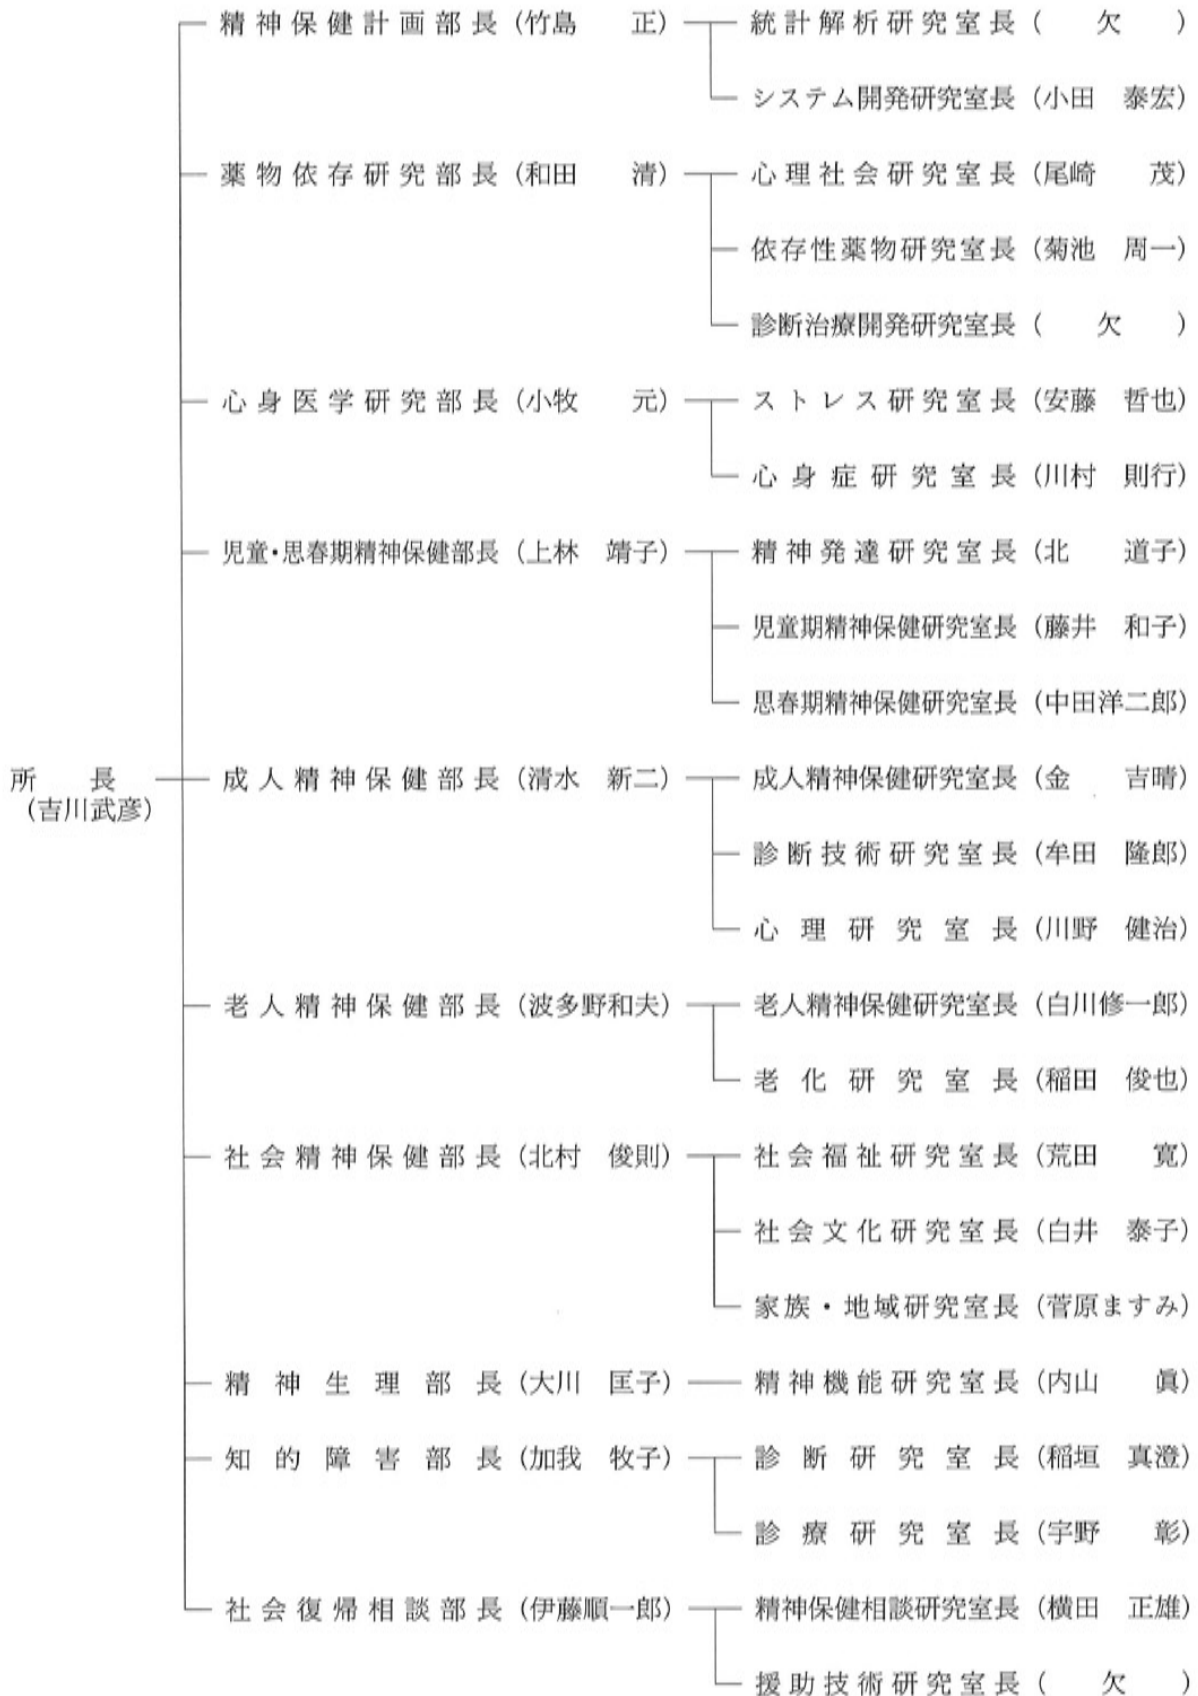 精神保健計画部長（竹島　　正） 統計解析研究室長（　　欠　　）
システム開発研究室長（小田　泰宏）
薬物依存研究部長（和田　　清） 心理社会研究室長（尾崎　　茂）
依存性薬物研究室長（菊池　周一）
診断治療開発研究室長（　　欠　　）
心身医学研究部長（小牧　　元） ストレス研究室長（安藤　哲也）
心身症研究室長（川村　則行）
児童・思春期精神保健部長（上林　靖子） 精神発達研究室長（北　　道子）
児童期精神保健研究室長（藤井　和子）
思春期精神保健研究室長（中田洋二郎）
所　　長 成人精神保健部長（清水　新二） 成人精神保健研究室長（金　　吉晴）
（吉川武彦）
診断技術研究室長（牟田　隆郎）
心理研究室長（川野　健治）
老人精神保健部長（波多野和夫） 老人精神保健研究室長（白川修一郎）
老化研究室長（稲田　俊也）
社会精神保健部長（北村　俊則） 社会福祉研究室長（荒田　　寛）
社会文化研究室長（白井　泰子）
家族・地域研究室長（菅原ますみ）
精神生理部長（大川　匡子） 精神機能研究室長（内山　　眞）
知的障害部長（加我　牧子） 診断研究室長（稲垣　真澄）
診療研究室長（宇野　　彰）
社会復帰相談部長（伊藤順一郎） 精神保健相談研究室長（横田　正雄）
援助技術研究室長（　　欠　　）